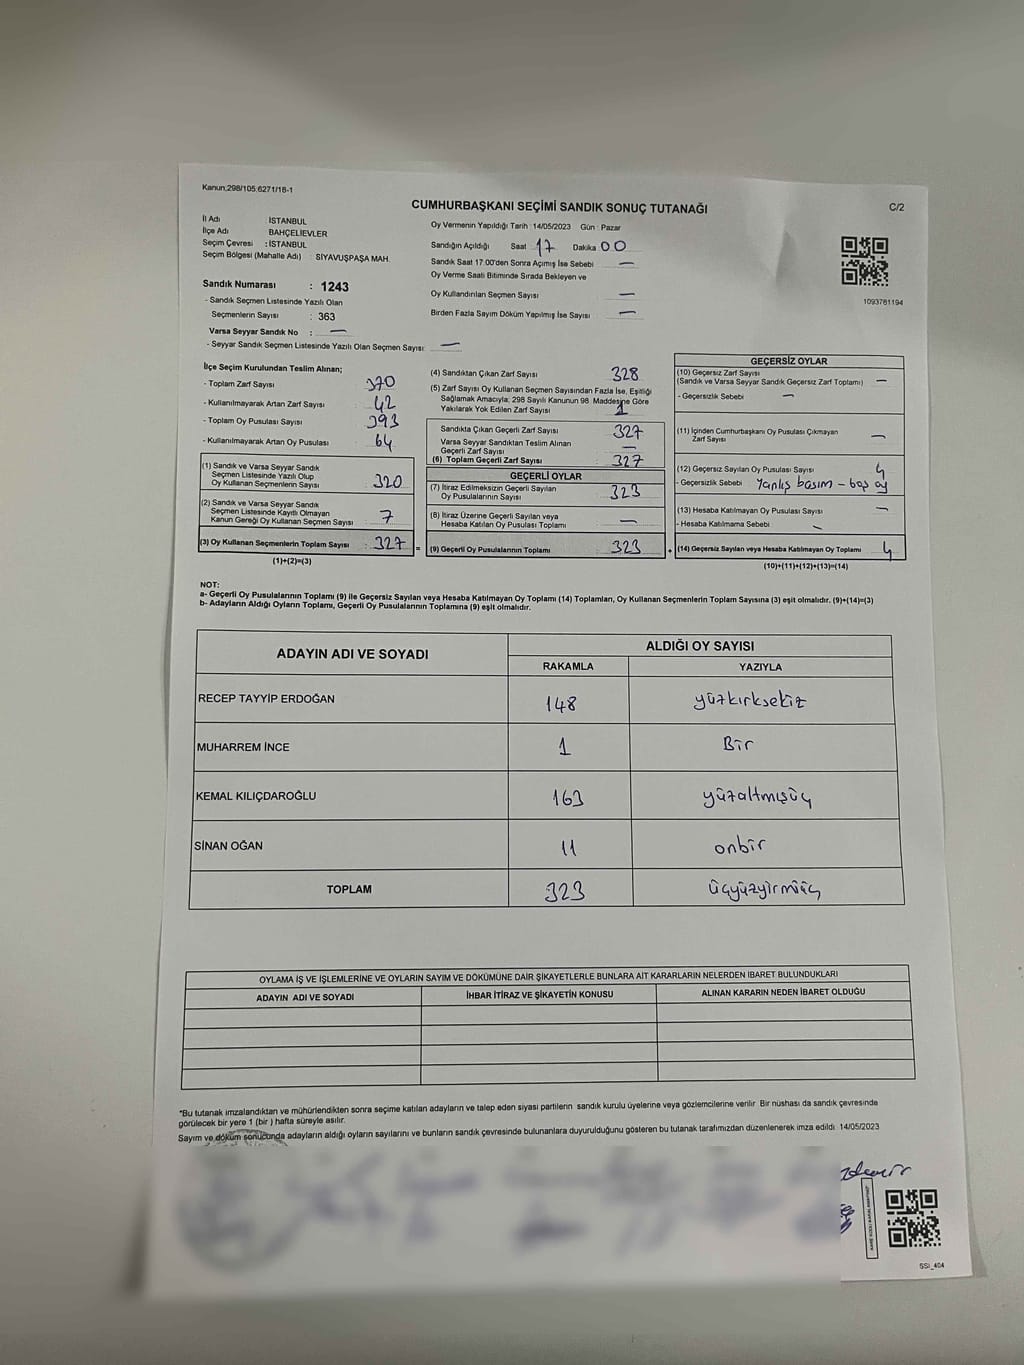 Kanun,298/105.6271/18-1
CUMHURBAŞKANI SEÇİMİ SANDIK SONUÇ TUTANAĞI
C/2
İl Adı İSTANBUL
İlçe Adı BAHÇELİEVLER
Seçim Çevresi : İSTANBUL
Seçim Bölgesi (Mahalle Adı) : SİYAVUŞPAŞA MAH.
Oy Vermenin Yapıldığı Tarih : 14/05/2023 Gün : Pazar
Sandığın Açıldığı Saat 17 Dakika 00
Sandık Saat 17:00'den Sonra Açımış İse Sebebi —
Oy Verme Saati Bitiminde Sırada Bekleyen ve
Oy Kullandırılan Seçmen Sayısı —
Birden Fazla Sayım Döküm Yapılmış İse Sayısı —
1093781194
Sandık Numarası : 1243
- Sandık Seçmen Listesinde Yazılı Olan
Seçmenlerin Sayısı : 363
Varsa Seyyar Sandık No : —
- Seyyar Sandık Seçmen Listesinde Yazılı Olan Seçmen Sayısı: —
İlçe Seçim Kurulundan Teslim Alınan;
- Toplam Zarf Sayısı 370
- Kullanılmayarak Artan Zarf Sayısı 42
- Toplam Oy Pusulası Sayısı 393
- Kullanılmayarak Artan Oy Pusulası 64
(1) Sandık ve Varsa Seyyar Sandık
Seçmen Listesinde Yazılı Olup
Oy Kullanan Seçmenlerin Sayısı 320
(2) Sandık ve Varsa Seyyar Sandık
Seçmen Listesinde Kayıtlı Olmayan
Kanun Gereği Oy Kullanan Seçmen Sayısı 7
(3) Oy Kullanan Seçmenlerin Toplam Sayısı : 327 =
(1)+(2)=(3)
(4) Sandıktan Çıkan Zarf Sayısı 328
(5) Zarf Sayısı Oy Kullanan Seçmen Sayısından Fazla İse, Eşitliği
Sağlamak Amacıyla; 298 Sayılı Kanunun 98. Maddesine Göre
Yakılarak Yok Edilen Zarf Sayısı 1
Sandıkta Çıkan Geçerli Zarf Sayısı 327
Varsa Seyyar Sandıktan Teslim Alınan
Geçerli Zarf Sayısı —
(6) Toplam Geçerli Zarf Sayısı 327
GEÇERLİ OYLAR
(7) İtiraz Edilmeksizin Geçerli Sayılan
Oy Pusulalarının Sayısı 323
(8) İtiraz Üzerine Geçerli Sayılan veya
Hesaba Katılan Oy Pusulası Toplamı —
(9) Geçerli Oy Pusulalarının Toplamı 323 +
GEÇERSİZ OYLAR
(10) Geçersiz Zarf Sayısı
(Sandık ve Varsa Seyyar Sandık Geçersiz Zarf Toplamı) —
- Geçersizlik Sebebi —
(11) İçinden Cumhurbaşkanı Oy Pusulası Çıkmayan
Zarf Sayısı —
(12) Geçersiz Sayılan Oy Pusulası Sayısı 4
- Geçersizlik Sebebi Yanlış basım - boş oy
(13) Hesaba Katılmayan Oy Pusulası Sayısı —
- Hesaba Katılmama Sebebi —
(14) Geçersiz Sayılan veya Hesaba Katılmayan Oy Toplamı 4
(10)+(11)+(12)+(13)=(14)
NOT:
a- Geçerli Oy Pusulalarının Toplamı (9) ile Geçersiz Sayılan veya Hesaba Katılmayan Oy Toplamı (14) Toplamları, Oy Kullanan Seçmenlerin Toplam Sayısına (3) eşit olmalıdır. (9)+(14)=(3)
b- Adayların Aldığı Oyların Toplamı, Geçerli Oy Pusulalarının Toplamına (9) eşit olmalıdır.
ADAYIN ADI VE SOYADI ALDIĞI OY SAYISI
RAKAMLA YAZIYLA
RECEP TAYYİP ERDOĞAN 148 yüzkırksekiz
MUHARREM İNCE 1 Bir
KEMAL KILIÇDAROĞLU 163 yüzaltmışüç
SİNAN OĞAN 11 onbir
TOPLAM 323 üçyüzyirmiüç
OYLAMA İŞ VE İŞLEMLERİNE VE OYLARIN SAYIM VE DÖKÜMÜNE DAİR ŞİKAYETLERLE BUNLARA AİT KARARLARIN NELERDEN İBARET BULUNDUKLARI
ADAYIN ADI VE SOYADI İHBAR İTİRAZ VE ŞİKAYETİN KONUSU ALINAN KARARIN NEDEN İBARET OLDUĞU
*Bu tutanak imzalandıktan ve mühürlendikten sonra seçime katılan adayların ve talep eden siyasi partilerin sandık kurulu üyelerine veya gözlemcilerine verilir. Bir nüshası da sandık çevresinde
görülecek bir yere 1 (bir ) hafta süreyle asılır.
Sayım ve döküm sonucunda adayların aldığı oyların sayılarını ve bunların sandık çevresinde bulunanlara duyurulduğunu gösteren bu tutanak tarafımızdan düzenlenerek imza edildi. 14/05/2023
SSI_404